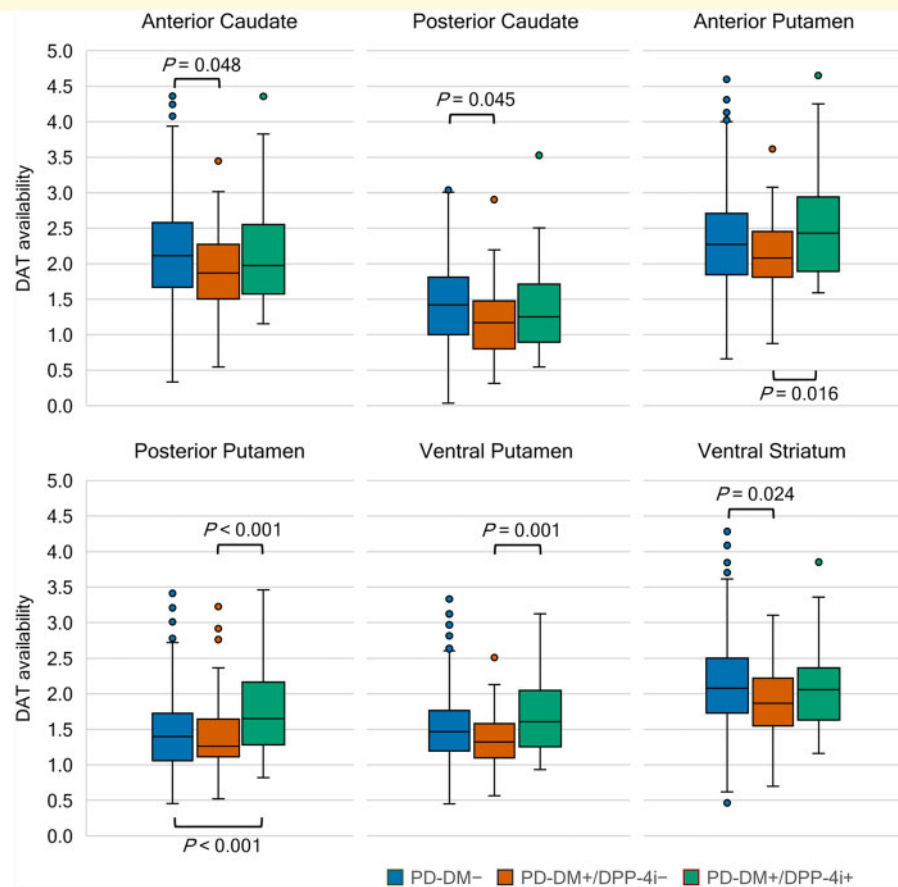 Anterior Caudate Posterior Caudate Anterior Putamen
DAT availability
5.0
4.5
4.0
3.5
3.0
2.5
2.0
1.5
1.0
0.5
0.0
P = 0.048
P = 0.045
P = 0.016
Posterior Putamen Ventral Putamen Ventral Striatum
DAT availability
5.0
4.5
4.0
3.5
3.0
2.5
2.0
1.5
1.0
0.5
0.0
P < 0.001
P < 0.001
P = 0.001
P = 0.024
PD-DM− PD-DM+/DPP-4i− PD-DM+/DPP-4i+